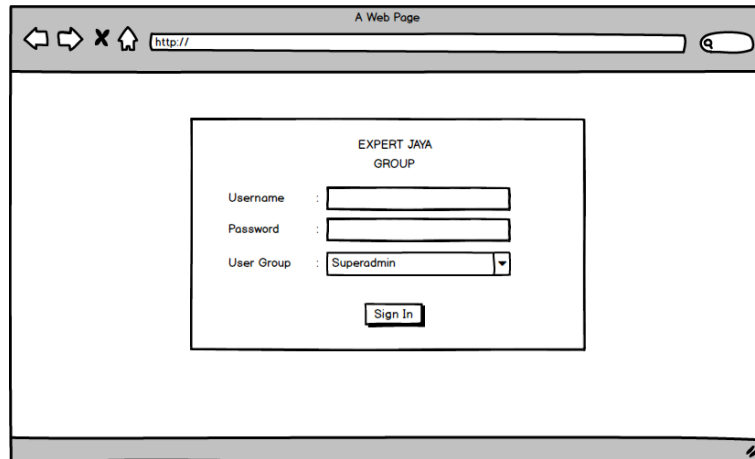 A Web Page
http://
EXPERT JAYA
GROUP
Username :
Password :
User Group : Superadmin
Sign In